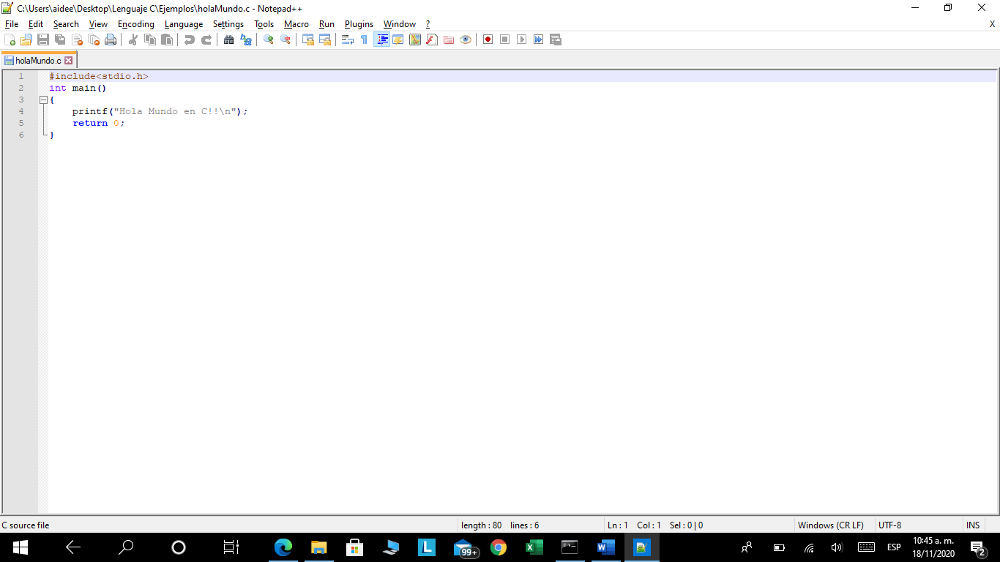 C:\Users\aidee\Desktop\Lenguaje C\Ejemplos\holaMundo.c - Notepad++
File Edit Search View Encoding Language Settings Tools Macro Run Plugins Window ? X
holaMundo.c
1 #include<stdio.h>
2 int main()
3 {
4 printf("Hola Mundo en C!!\n");
5 return 0;
6 }
C source file length : 80 lines : 6 Ln : 1 Col : 1 Sel : 0 | 0 Windows (CR LF) UTF-8 INS
99+ ESP 10:45 a. m.
18/11/2020 2